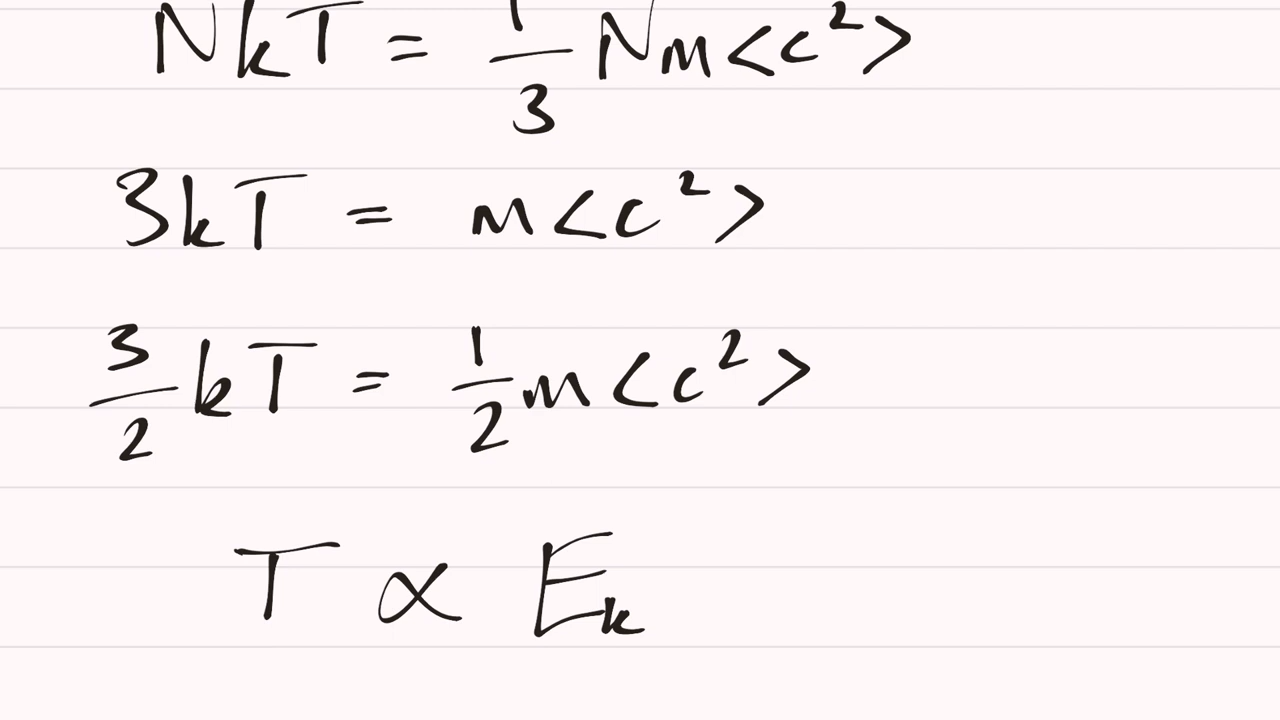 NkT = 1/3 Nm<c²>
3kT = m<c²>
3/2 kT = 1/2 m<c²>
T ∝ Eₖ